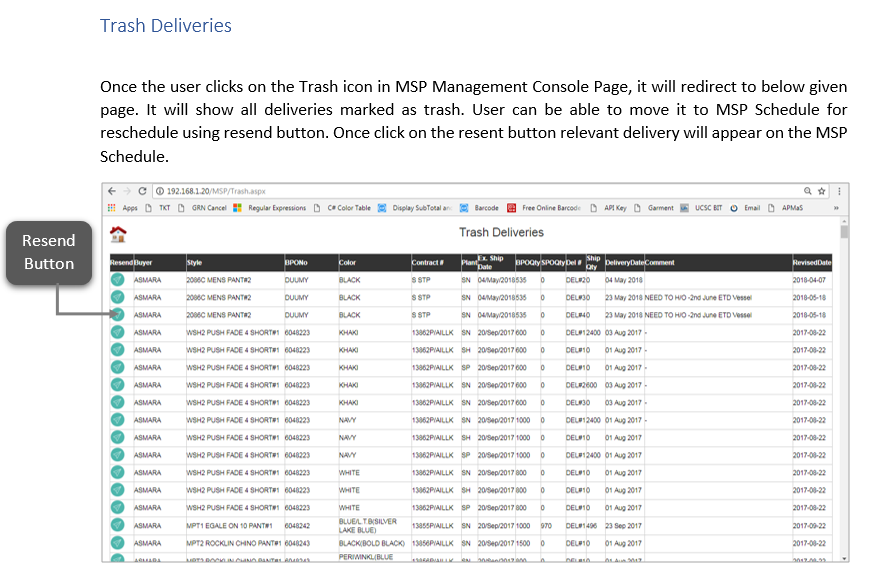 Trash Deliveries
Once the user clicks on the Trash icon in MSP Management Console Page, it will redirect to below given
page. It will show all deliveries marked as trash. User can be able to move it to MSP Schedule for
reschedule using resend button. Once click on the resent button relevant delivery will appear on the MSP
Schedule.
192.168.1.20/MSP/Trash.aspx
Apps TKT GRN Cancel Regular Expressions C# Color Table Display SubTotal an Barcode Free Online Barcode API Key Garment UCSC BIT Email APMaS »
Trash Deliveries
Resend
Button
Resend Buyer Style BPONo Color Contract # Plant Ex. Ship Date BPOQty SPOQty Del # Ship Qty DeliveryDate Comment RevisedDate
ASMARA 2086C MENS PANT#2 DUUMY BLACK S STP SN 04/May/2018 535 0 DEL#20 04 May 2018 2018-04-07
ASMARA 2086C MENS PANT#2 DUUMY BLACK S STP SN 04/May/2018 535 0 DEL#30 23 May 2018 NEED TO H/O -2nd June ETD Vessel 2018-05-18
ASMARA 2086C MENS PANT#2 DUUMY BLACK S STP SN 04/May/2018 535 0 DEL#40 23 May 2018 NEED TO H/O -2nd June ETD Vessel 2018-05-18
ASMARA WSH2 PUSH FADE 4 SHORT#1 6048223 KHAKI 13862P/AILLK SN 20/Sep/2017 600 0 DEL#1 2400 03 Aug 2017 - 2017-08-22
ASMARA WSH2 PUSH FADE 4 SHORT#1 6048223 KHAKI 13862P/AILLK SH 20/Sep/2017 600 0 DEL#1 0 01 Aug 2017 - 2017-08-22
ASMARA WSH2 PUSH FADE 4 SHORT#1 6048223 KHAKI 13862P/AILLK SP 20/Sep/2017 600 0 DEL#1 0 01 Aug 2017 - 2017-08-22
ASMARA WSH2 PUSH FADE 4 SHORT#1 6048223 KHAKI 13862P/AILLK SN 20/Sep/2017 600 0 DEL#2 600 03 Aug 2017 - 2017-08-22
ASMARA WSH2 PUSH FADE 4 SHORT#1 6048223 KHAKI 13862P/AILLK SN 20/Sep/2017 600 0 DEL#3 0 03 Aug 2017 - 2017-08-22
ASMARA WSH2 PUSH FADE 4 SHORT#1 6048223 NAVY 13862P/AILLK SN 20/Sep/2017 1000 0 DEL#1 2400 01 Aug 2017 - 2017-08-22
ASMARA WSH2 PUSH FADE 4 SHORT#1 6048223 NAVY 13862P/AILLK SH 20/Sep/2017 1000 0 DEL#1 0 01 Aug 2017 2017-08-22
ASMARA WSH2 PUSH FADE 4 SHORT#1 6048223 NAVY 13862P/AILLK SP 20/Sep/2017 1000 0 DEL#1 2400 01 Aug 2017 2017-08-22
ASMARA WSH2 PUSH FADE 4 SHORT#1 6048223 WHITE 13862P/AILLK SN 20/Sep/2017 800 0 DEL#1 0 01 Aug 2017 2017-08-22
ASMARA WSH2 PUSH FADE 4 SHORT#1 6048223 WHITE 13862P/AILLK SH 20/Sep/2017 800 0 DEL#1 0 01 Aug 2017 2017-08-22
ASMARA WSH2 PUSH FADE 4 SHORT#1 6048223 WHITE 13862P/AILLK SP 20/Sep/2017 800 0 DEL#1 0 01 Aug 2017 2017-08-22
ASMARA MPT1 EGALE ON 10 PANT#1 6048242 BLUE/L.T.B(SILVER LAKE BLUE) 13855P/AILLK SN 20/Sep/2017 1000 970 DEL#1 496 23 Sep 2017 2017-09-22
ASMARA MPT2 ROCKLIN CHINO PANT#1 6048243 BLACK(BOLD BLACK) 13856P/AILLK SN 20/Sep/2017 1500 0 DEL#1 0 01 Aug 2017 2017-08-22
PERIWINKL(BLUE